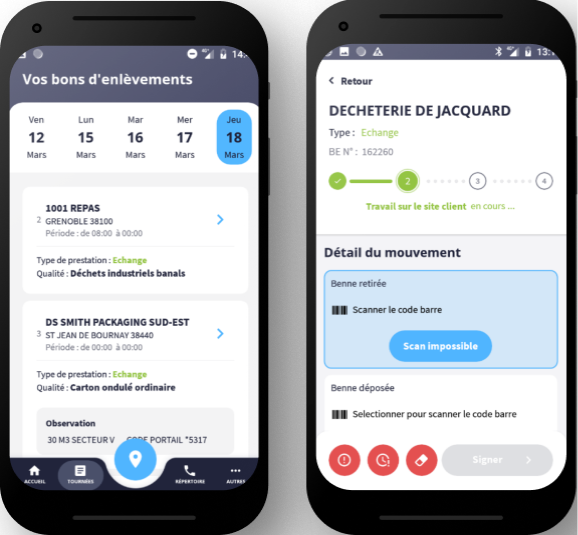 14:
Vos bons d'enlèvements
Ven Lun Mar Mer Jeu
12 15 16 17 18
Mars Mars Mars Mars Mars
1001 REPAS
2 GRENOBLE 38100
Période : de 08:00 à 00:00
Type de prestation : Echange
Qualité : Déchets industriels banals
DS SMITH PACKAGING SUD-EST
3 ST JEAN DE BOURNAY 38440
Période : de 00:00 à 00:00
Type de prestation : Echange
Qualité : Carton ondulé ordinaire
Observation
30 M3 SECTEUR V PORTAIL *5317
ACCUEIL TOURNÉES RÉPERTOIRE AUTRES
13:
Retour
DECHETERIE DE JACQUARD
Type : Echange
BE N° : 162260
2 3 4
Travail sur le site client en cours ...
Détail du mouvement
Benne retirée
Scanner le code barre
Scan impossible
Benne déposée
Selectionner pour scanner le code barre
Signer